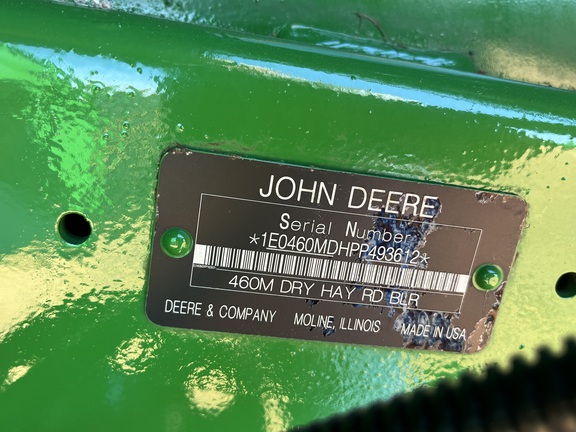 JOHN DEERE
Serial Number
*1E0460MDHPP493612*
460M DRY HAY RD BLR
DEERE & COMPANY MOLINE, ILLINOIS MADE IN USA